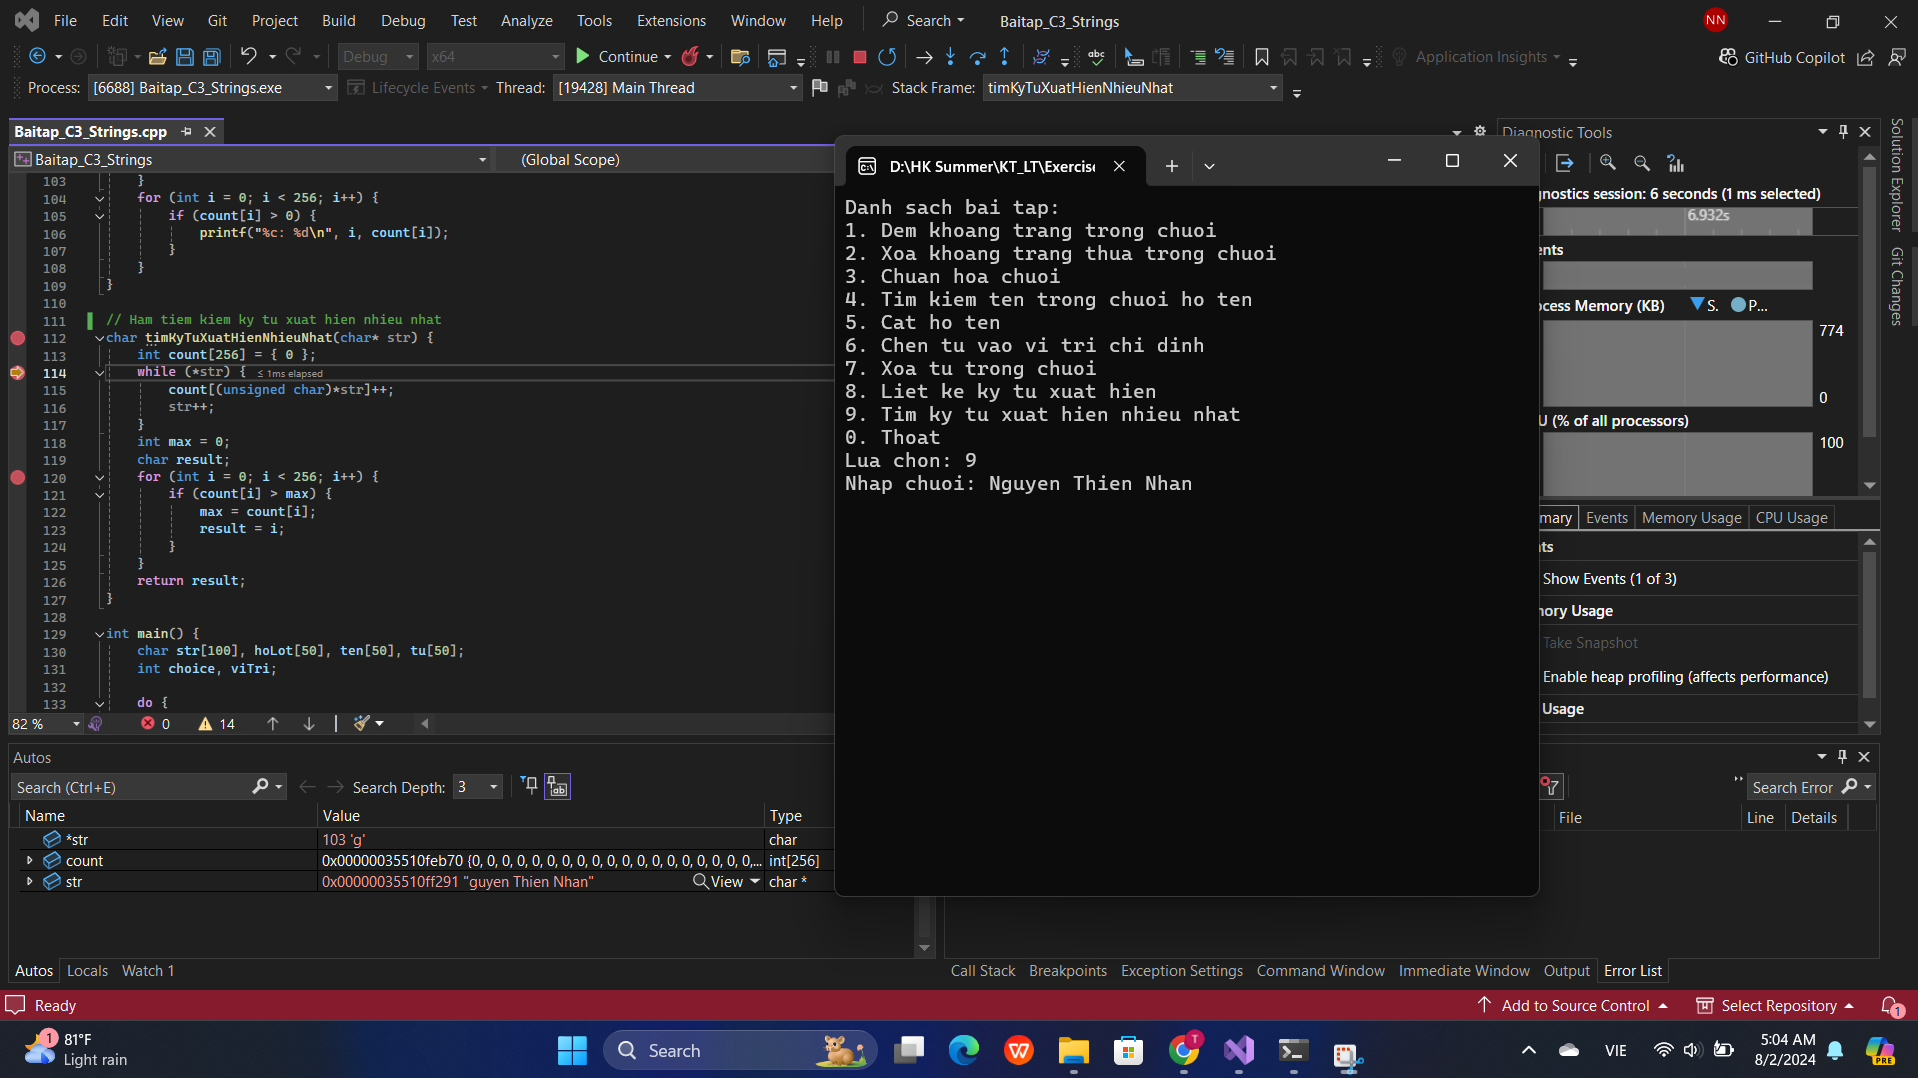 File Edit View Git Project Build Debug Test Analyze Tools Extensions Window Help Search Baitap_C3_Strings NN
Debug x64 Continue Application Insights GitHub Copilot
Process: [6688] Baitap_C3_Strings.exe Lifecycle Events Thread: [19428] Main Thread Stack Frame: timKyTuXuatHienNhieuNhat
Baitap_C3_Strings.cpp
Baitap_C3_Strings (Global Scope)
103 }
104 for (int i = 0; i < 256; i++) {
105 if (count[i] > 0) {
106 printf("%c: %d\n", i, count[i]);
107 }
108 }
109 }
110
111 // Ham tiem kiem ky tu xuat hien nhieu nhat
112 char timKyTuXuatHienNhieuNhat(char* str) {
113 int count[256] = { 0 };
114 while (*str) { ≤ 1ms elapsed
115 count[(unsigned char)*str]++;
116 str++;
117 }
118 int max = 0;
119 char result;
120 for (int i = 0; i < 256; i++) {
121 if (count[i] > max) {
122 max = count[i];
123 result = i;
124 }
125 }
126 return result;
127 }
128
129 int main() {
130 char str[100], hoLot[50], ten[50], tu[50];
131 int choice, viTri;
132
133 do {
82 % 0 14
D:\HK Summer\KT_LT\Exercise
Danh sach bai tap:
1. Dem khoang trang trong chuoi
2. Xoa khoang trang thua trong chuoi
3. Chuan hoa chuoi
4. Tim kiem ten trong chuoi ho ten
5. Cat ho ten
6. Chen tu vao vi tri chi dinh
7. Xoa tu trong chuoi
8. Liet ke ky tu xuat hien
9. Tim ky tu xuat hien nhieu nhat
0. Thoat
Lua chon: 9
Nhap chuoi: Nguyen Thien Nhan
Diagnostic Tools
gnostics session: 6 seconds (1 ms selected)
6.932s
ents
ocess Memory (KB) S. P...
774
0
U (% of all processors)
100
mary Events Memory Usage CPU Usage
nts
Show Events (1 of 3)
mory Usage
Take Snapshot
Enable heap profiling (affects performance)
Usage
Solution Explorer
Git Changes
Autos
Search (Ctrl+E) Search Depth: 3
Name Value Type
*str 103 'g' char
count 0x00000035510feb70 {0, 0, 0, 0, 0, 0, 0, 0, 0, 0, 0, 0, 0, 0, 0, 0, 0, 0, 0,... int[256]
str 0x00000035510ff291 "guyen Thien Nhan" View char *
Autos Locals Watch 1
Search Error
File Line Details
Call Stack Breakpoints Exception Settings Command Window Immediate Window Output Error List
Ready Add to Source Control Select Repository 1
1 81°F
Light rain
Search
T
VIE
5:04 AM
8/2/2024
PRE